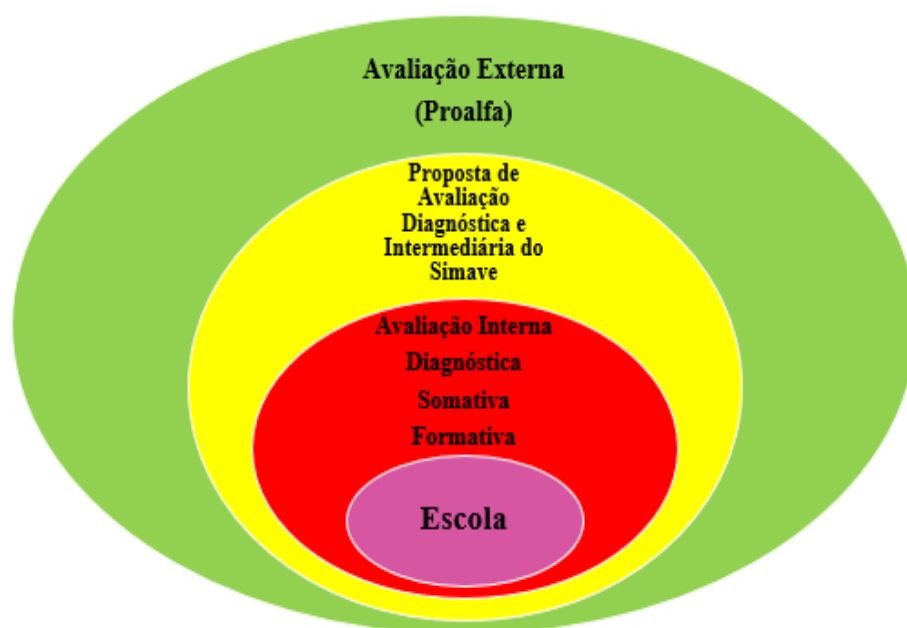 Avaliação Externa
(Proalfa)
Proposta de
Avaliação
Diagnóstica e
Intermediária do
Simave
Avaliação Interna
Diagnóstica
Somativa
Formativa
Escola